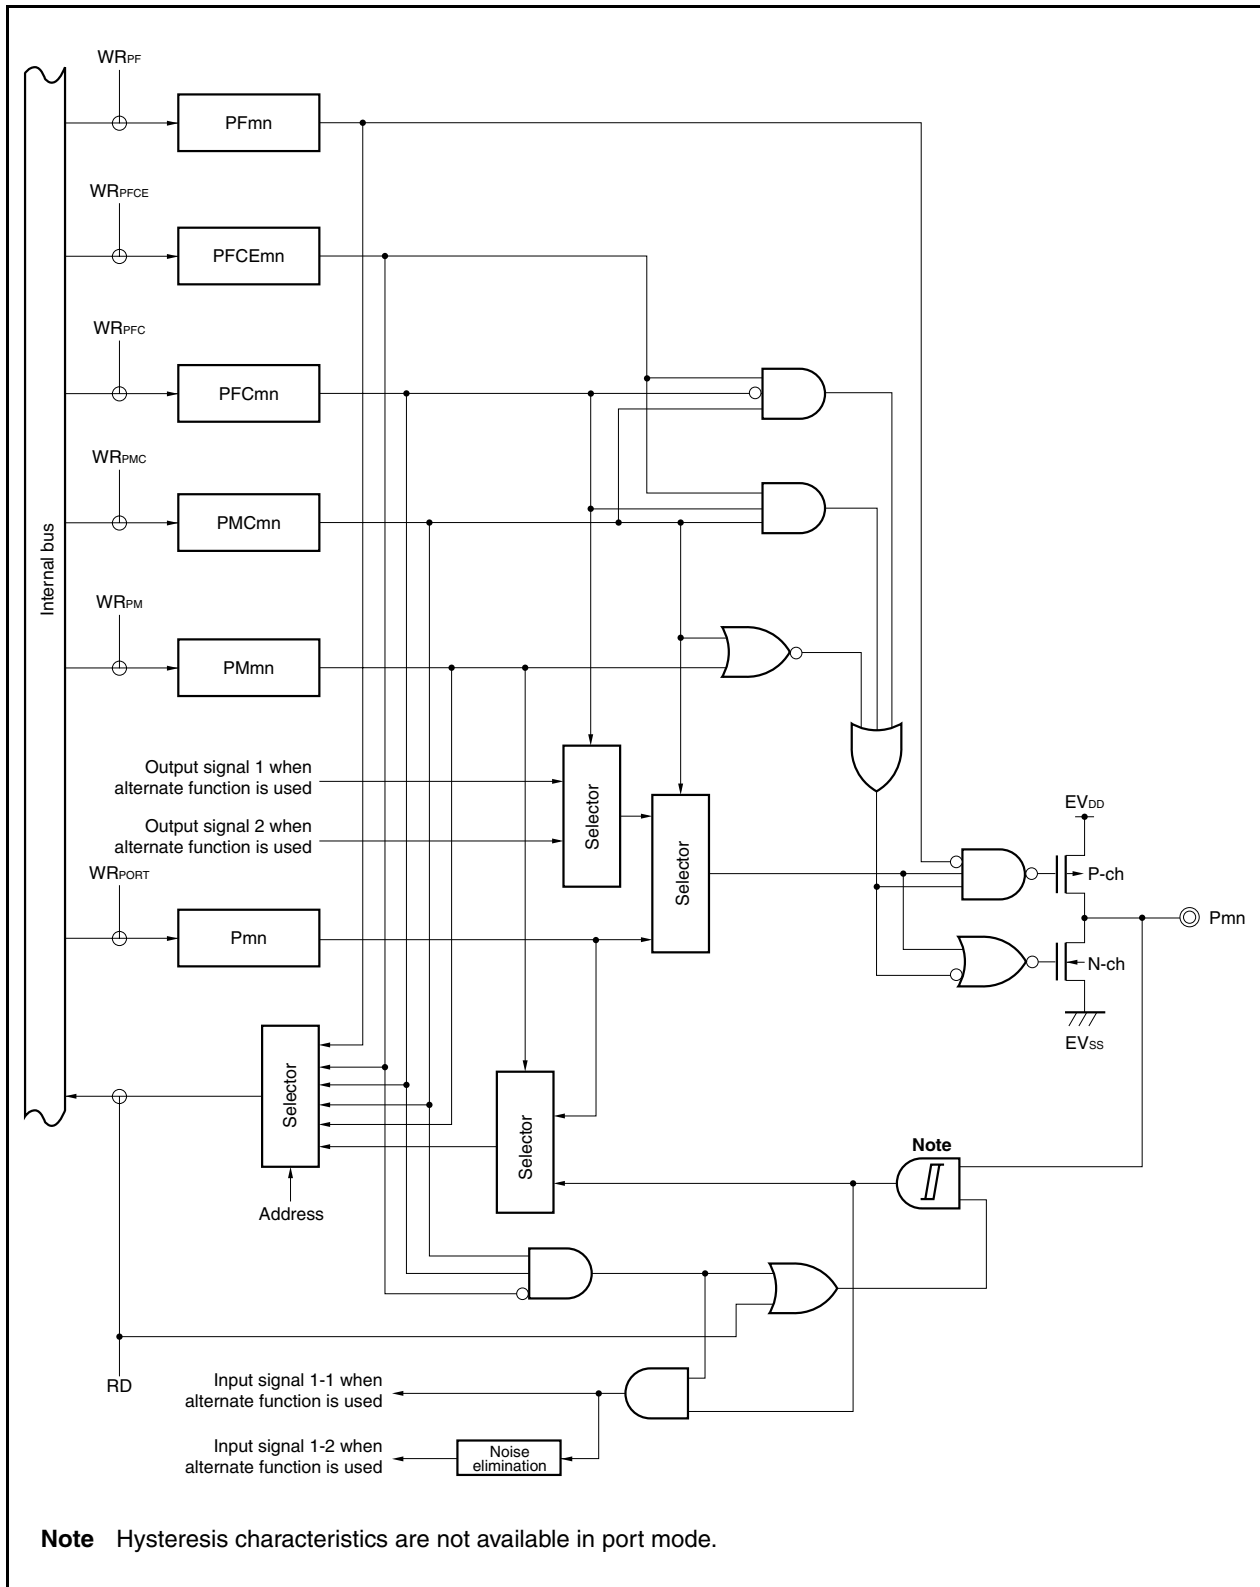 WRPF
PFmn
WRPFCE
PFCEmn
WRPFC
PFCmn
WRPMC
PMCmn
Internal bus
WRPM
PMmn
Output signal 1 when
alternate function is used
Output signal 2 when
alternate function is used
Selector
Selector
WRPORT
Pmn
EVDD
P-ch
Pmn
N-ch
EVSS
Selector
Address
Selector
Note
RD
Input signal 1-1 when
alternate function is used
Input signal 1-2 when
alternate function is used
Noise
elimination
Note Hysteresis characteristics are not available in port mode.